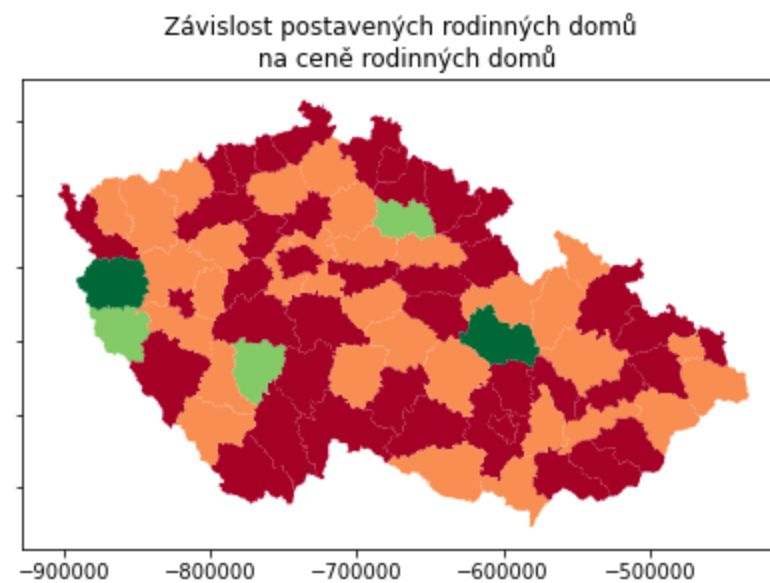 Závislost postavených rodinných domů
na ceně rodinných domů
−900000 −800000 −700000 −600000 −500000